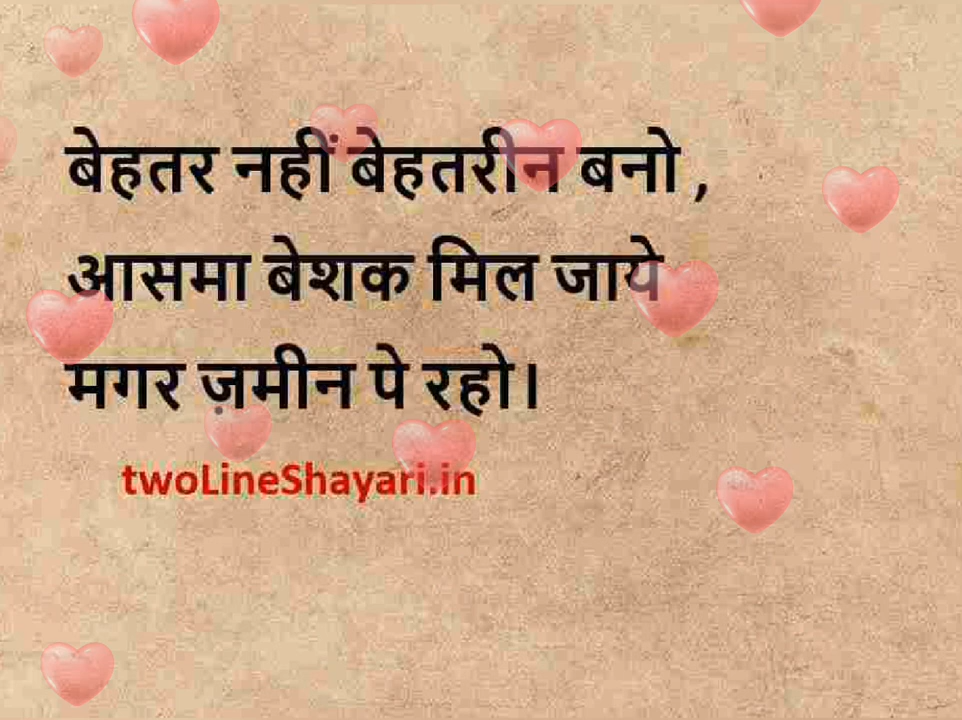 बेहतर नहीं बेहतरीन बनो ,
आसमा बेशक मिल जाये
मगर ज़मीन पे रहो।
twoLineShayari.in